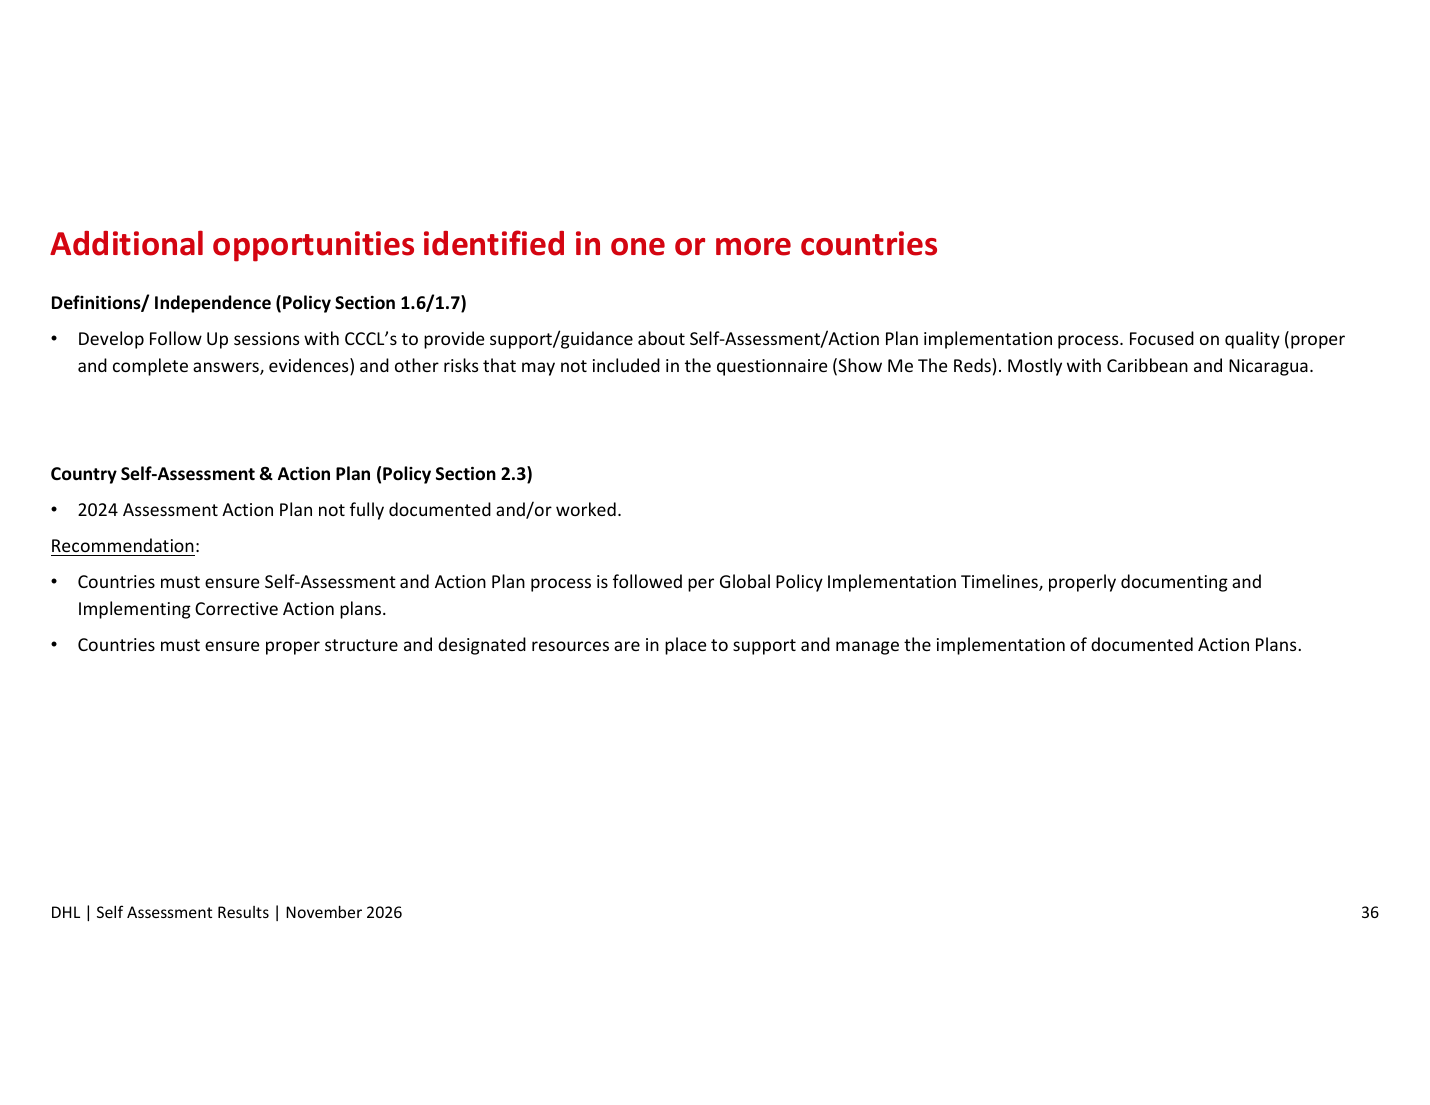 Additional opportunities identified in one or more countries
Definitions/ Independence (Policy Section 1.6/1.7)
• Develop Follow Up sessions with CCCL’s to provide support/guidance about Self-Assessment/Action Plan implementation process. Focused on quality (proper
and complete answers, evidences) and other risks that may not included in the questionnaire (Show Me The Reds). Mostly with Caribbean and Nicaragua.
Country Self-Assessment & Action Plan (Policy Section 2.3)
• 2024 Assessment Action Plan not fully documented and/or worked.
Recommendation:
• Countries must ensure Self-Assessment and Action Plan process is followed per Global Policy Implementation Timelines, properly documenting and
Implementing Corrective Action plans.
• Countries must ensure proper structure and designated resources are in place to support and manage the implementation of documented Action Plans.
DHL | Self Assessment Results | November 2026
36